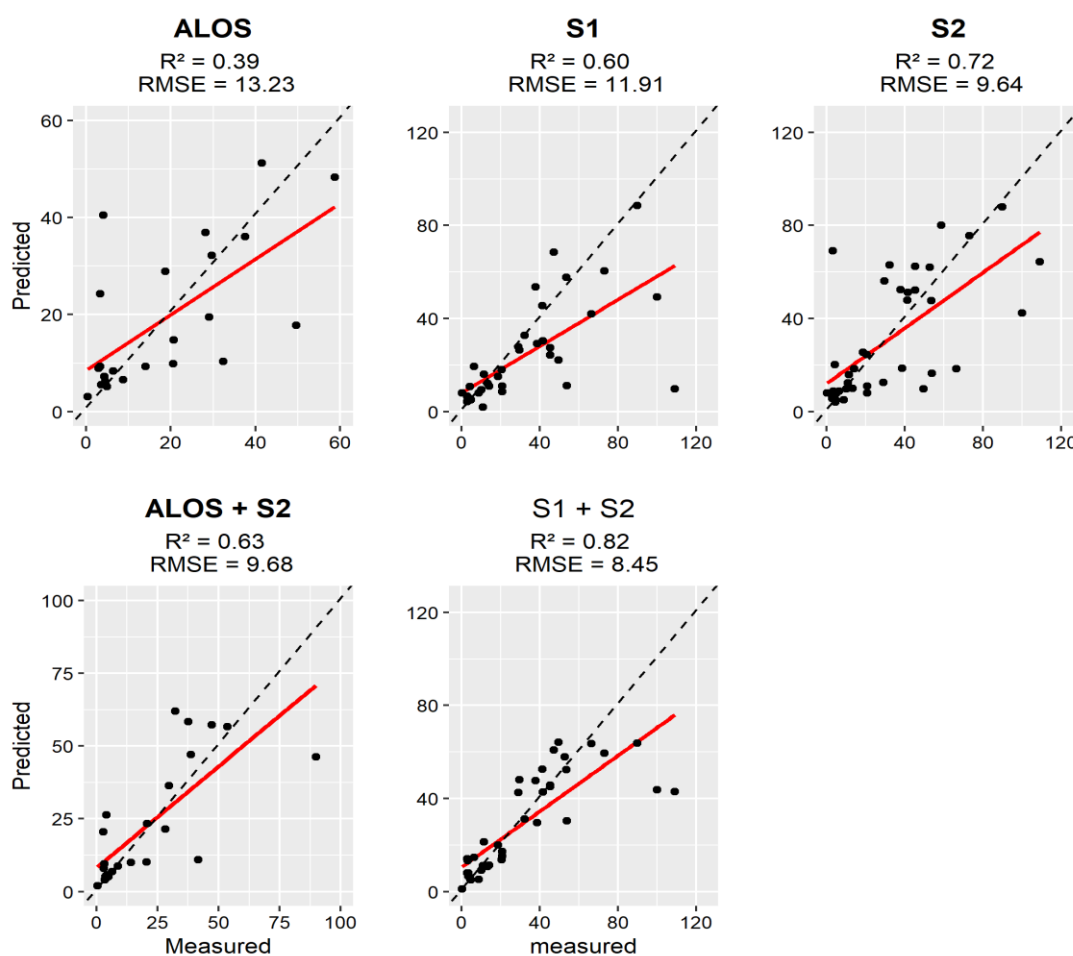 ALOS
R² = 0.39
RMSE = 13.23
60
40
20
0
0 20 40 60
Predicted
S1
R² = 0.60
RMSE = 11.91
120
80
40
0
0 40 80 120
S2
R² = 0.72
RMSE = 9.64
120
80
40
0
0 40 80 120
ALOS + S2
R² = 0.63
RMSE = 9.68
100
75
50
25
0
0 25 50 75 100
Predicted
Measured
S1 + S2
R² = 0.82
RMSE = 8.45
120
80
40
0
0 40 80 120
measured